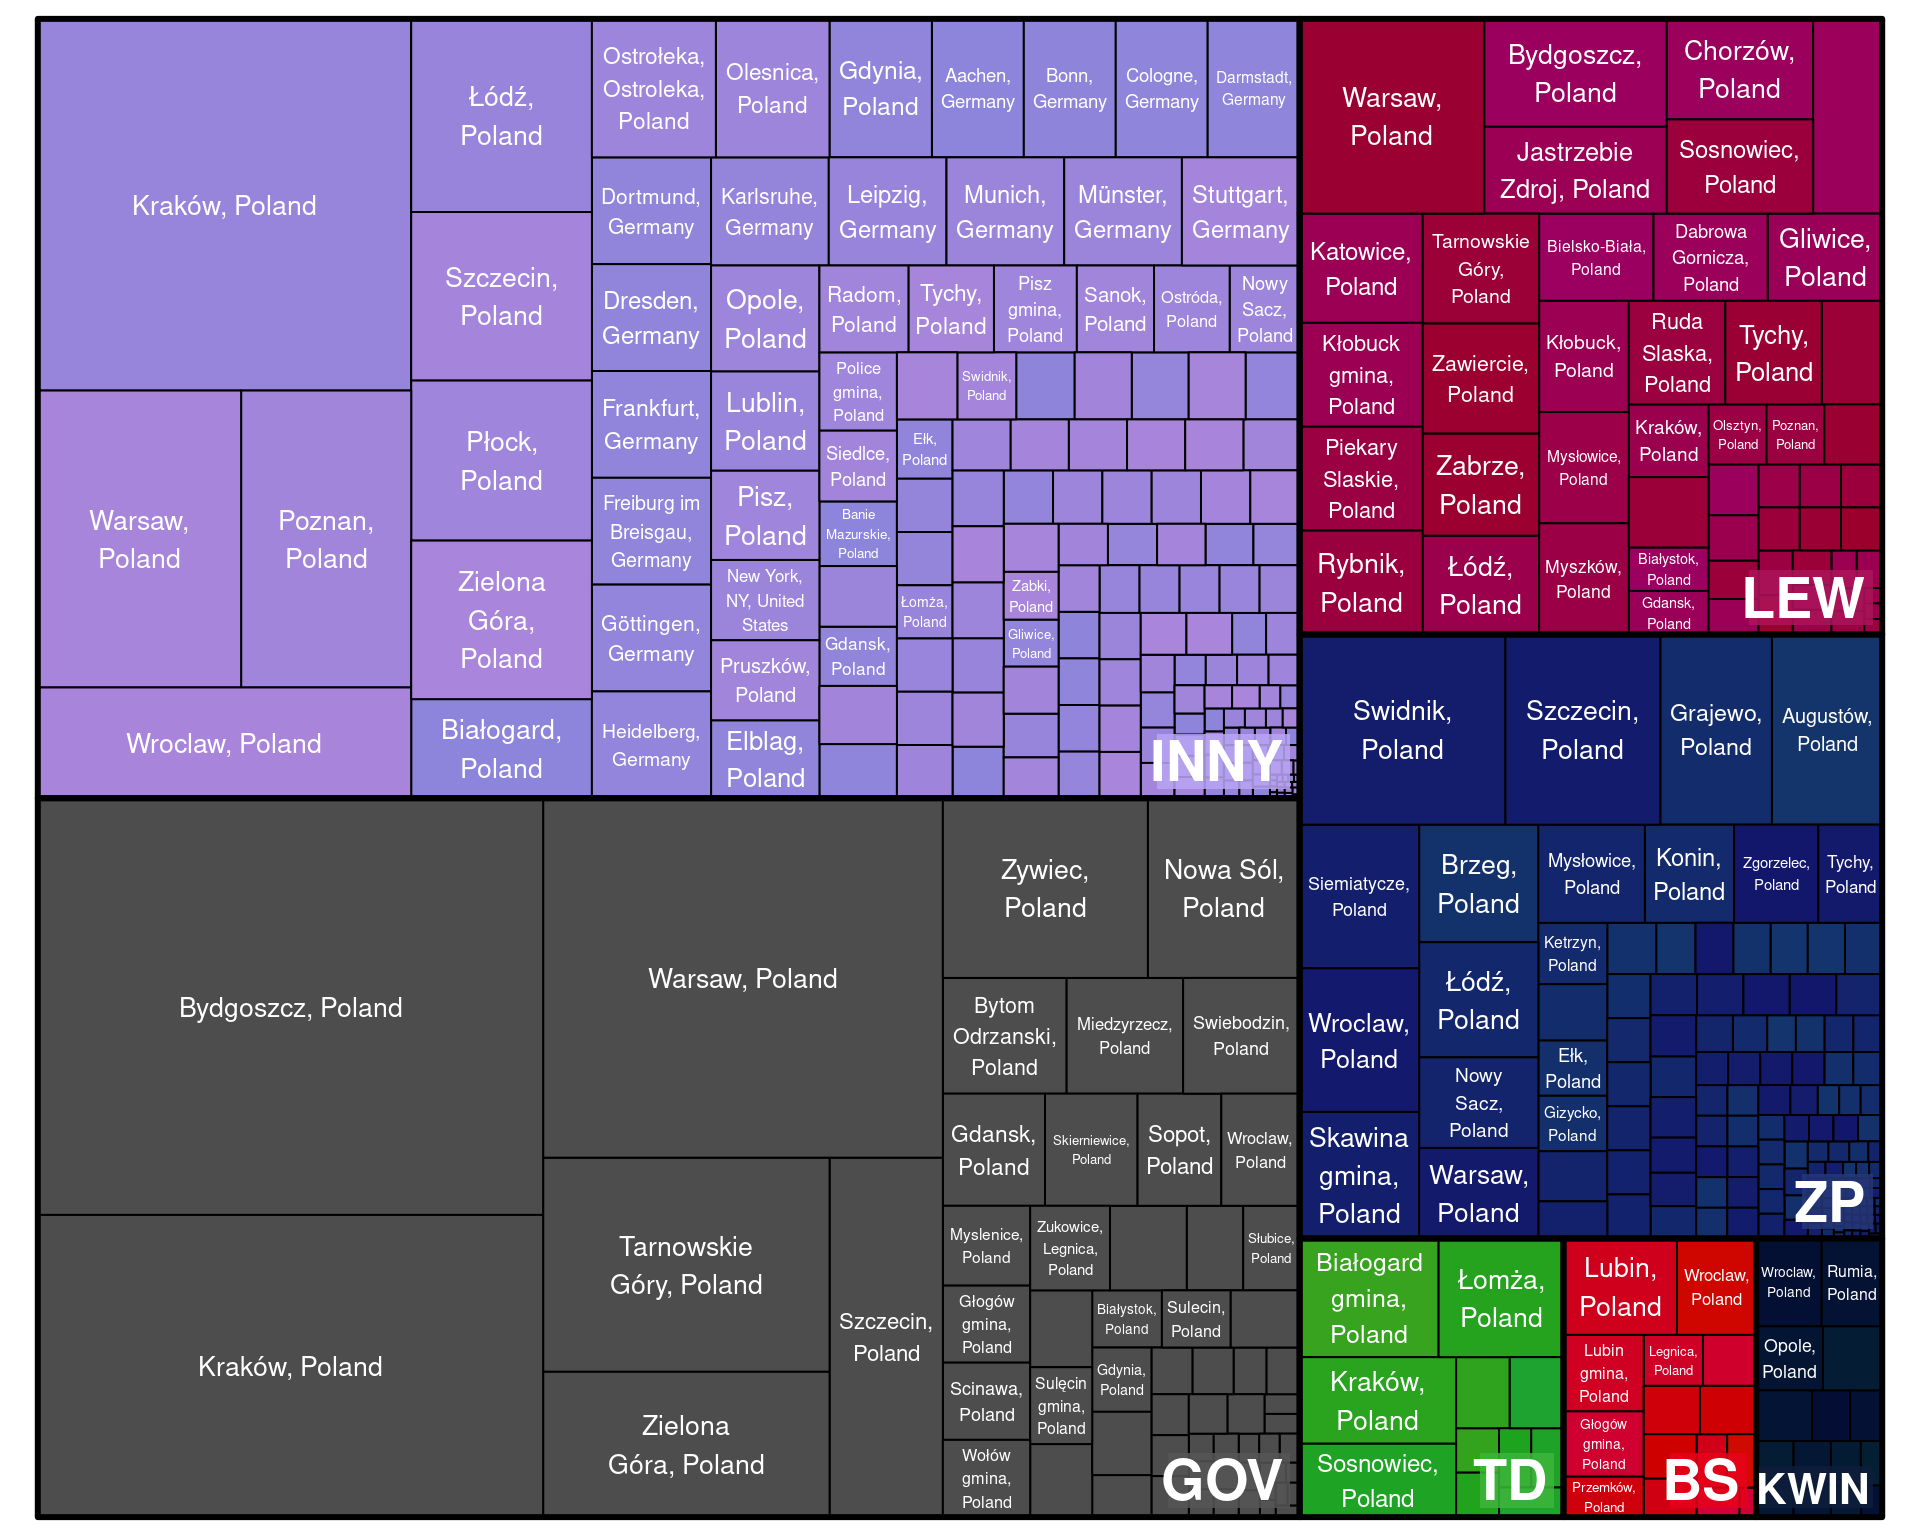 Kraków, Poland
Warsaw,
Poland
Poznan,
Poland
Wroclaw, Poland
Łódź,
Poland
Szczecin,
Poland
Płock,
Poland
Zielona
Góra,
Poland
Białogard,
Poland
Ostrołeka,
Ostroleka,
Poland
Olesnica,
Poland
Gdynia,
Poland
Aachen,
Germany
Bonn,
Germany
Cologne,
Germany
Darmstadt,
Germany
Dortmund,
Germany
Karlsruhe,
Germany
Leipzig,
Germany
Munich,
Germany
Münster,
Germany
Stuttgart,
Germany
Dresden,
Germany
Frankfurt,
Germany
Freiburg im
Breisgau,
Germany
Göttingen,
Germany
Heidelberg,
Germany
Opole,
Poland
Lublin,
Poland
Pisz,
Poland
New York,
NY, United
States
Pruszków,
Poland
Elblag,
Poland
Radom,
Poland
Tychy,
Poland
Pisz
gmina,
Poland
Sanok,
Poland
Ostróda,
Poland
Nowy
Sacz,
Poland
Police
gmina,
Poland
Swidnik,
Poland
Siedlce,
Poland
Ełk,
Poland
Banie
Mazurskie,
Poland
Gdansk,
Poland
Łomża,
Poland
Zabki,
Poland
Gliwice,
Poland
INNY
Warsaw,
Poland
Bydgoszcz,
Poland
Chorzów,
Poland
Jastrzebie
Zdroj, Poland
Sosnowiec,
Poland
Katowice,
Poland
Tarnowskie
Góry,
Poland
Bielsko-Biała,
Poland
Dabrowa
Gornicza,
Poland
Gliwice,
Poland
Kłobuck
gmina,
Poland
Zawiercie,
Poland
Kłobuck,
Poland
Ruda
Slaska,
Poland
Tychy,
Poland
Piekary
Slaskie,
Poland
Zabrze,
Poland
Mysłowice,
Poland
Kraków,
Poland
Olsztyn,
Poland
Poznan,
Poland
Rybnik,
Poland
Łódź,
Poland
Myszków,
Poland
Białystok,
Poland
Gdansk,
Poland
LEW
Swidnik,
Poland
Szczecin,
Poland
Grajewo,
Poland
Augustów,
Poland
Siemiatycze,
Poland
Brzeg,
Poland
Mysłowice,
Poland
Konin,
Poland
Zgorzelec,
Poland
Tychy,
Poland
Wroclaw,
Poland
Łódź,
Poland
Ketrzyn,
Poland
Ełk,
Poland
Gizycko,
Poland
Nowy
Sacz,
Poland
Skawina
gmina,
Poland
Warsaw,
Poland
ZP
Bydgoszcz, Poland
Kraków, Poland
Warsaw, Poland
Tarnowskie
Góry, Poland
Zielona
Góra, Poland
Szczecin,
Poland
Zywiec,
Poland
Nowa Sól,
Poland
Bytom
Odrzanski,
Poland
Miedzyrzecz,
Poland
Swiebodzin,
Poland
Gdansk,
Poland
Skierniewice,
Poland
Sopot,
Poland
Wroclaw,
Poland
Myslenice,
Poland
Zukowice,
Legnica,
Poland
Słubice,
Poland
Głogów
gmina,
Poland
Białystok,
Poland
Sulecin,
Poland
Scinawa,
Poland
Sulęcin
gmina,
Poland
Gdynia,
Poland
Wołów
gmina,
Poland
GOV
Białogard
gmina,
Poland
Łomża,
Poland
Kraków,
Poland
Sosnowiec,
Poland
TD
Lubin,
Poland
Wroclaw,
Poland
Lubin
gmina,
Poland
Legnica,
Poland
Głogów
gmina,
Poland
Przemków,
Poland
BS
Wroclaw,
Poland
Rumia,
Poland
Opole,
Poland
KWIN